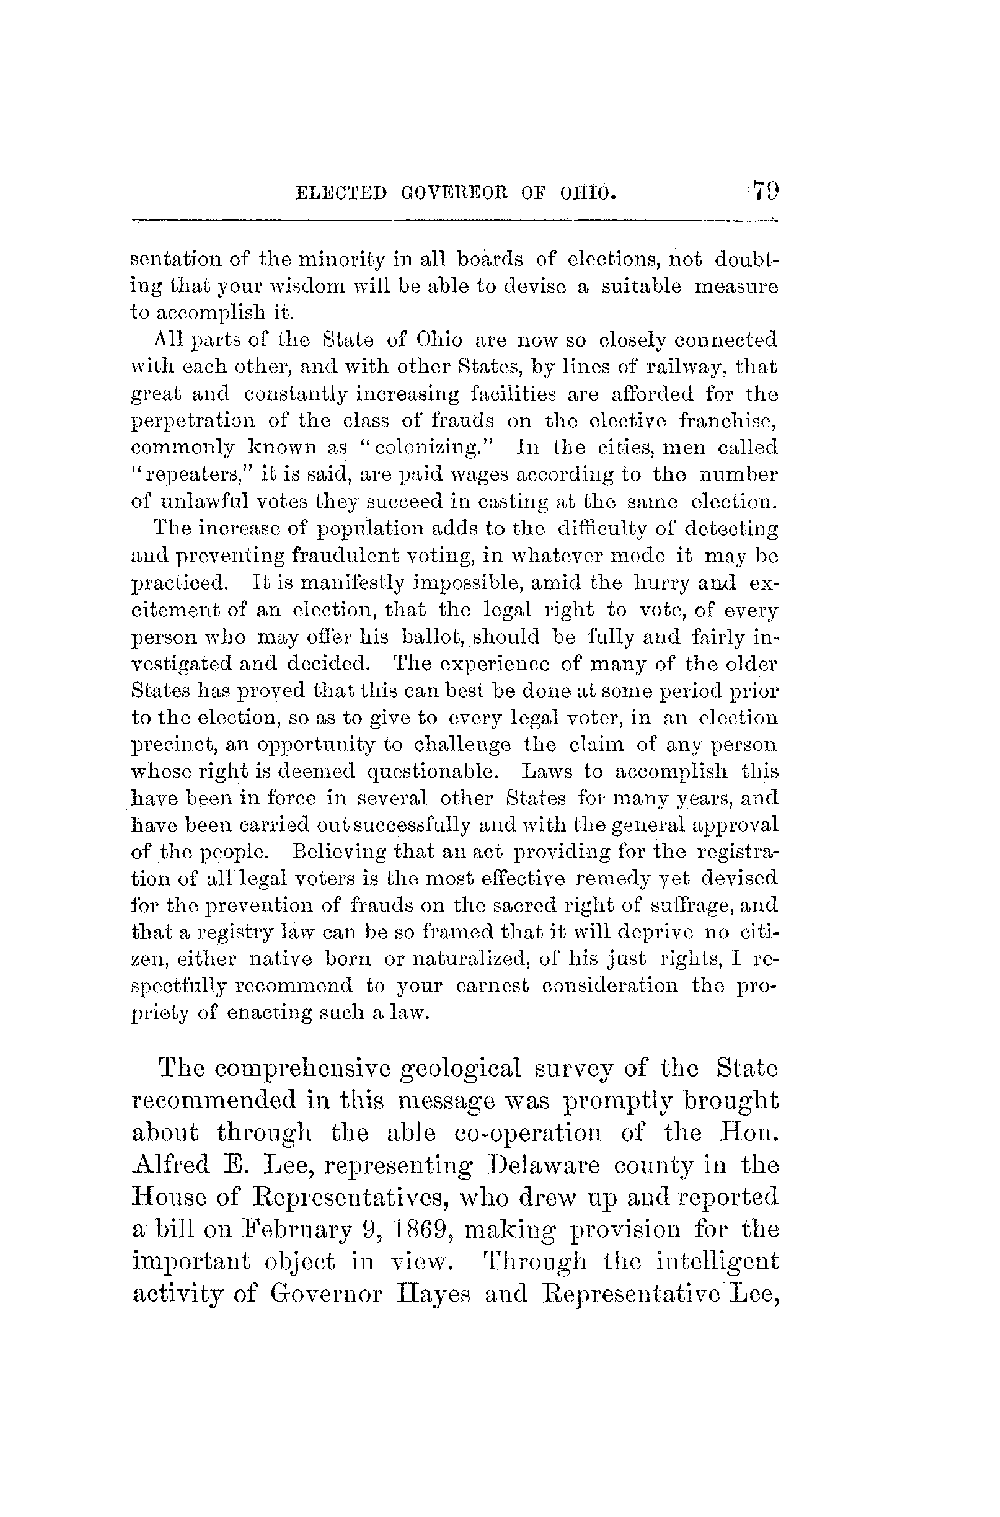 ELECTED GOVEREOR OF OHIO. 79
sentation of the minority in all boards of elections, not doubt-
ing that your wisdom will be able to devise a suitable measure
to accomplish it.
All parts of the State of Ohio are now so closely connected
with each other, and with other States, by lines of railway, that
great and constantly increasing facilities are afforded for the
perpetration of the class of frauds on the elective franchise,
commonly known as "colonizing." In the cities, men called
"repeaters," it is said, are paid wages according to the number
of unlawful votes they succeed in casting at the same election.
The increase of population adds to the difficulty of detecting
and preventing fraudulent voting, in whatever mode it may be
practiced. It is manifestly impossible, amid the hurry and ex-
citement of an election, that the legal right to vote, of every
person who may offer his ballot, should be fully and fairly in-
vestigated and decided. The experience of many of the older
States has proved that this can best be done at some period prior
to the election, so as to give to every legal voter, in an election
precinct, an opportunity to challenge the claim of any person
whose right is deemed questionable. Laws to accomplish this
have been in force in several other States for many years, and
have been carried out successfully and with the general approval
of the people. Believing that an act providing for the registra-
tion of all legal voters is the most effective remedy yet devised
for the prevention of frauds on the sacred right of suffrage, and
that a registry law can be so framed that it will deprive no citi-
zen, either native born or naturalized, of his just rights, I re-
spectfully recommend to your earnest consideration the pro-
priety of enacting such a law.
The comprehensive geological survey of the State
recommended in this message was promptly brought
about through the able co-operation of the Hon.
Alfred E. Lee, representing Delaware county in the
House of Representatives, who drew up and reported
a bill on February 9, 1869, making provision for the
important object in view. Through the intelligent
activity of Governor Hayes and Representative Lee,